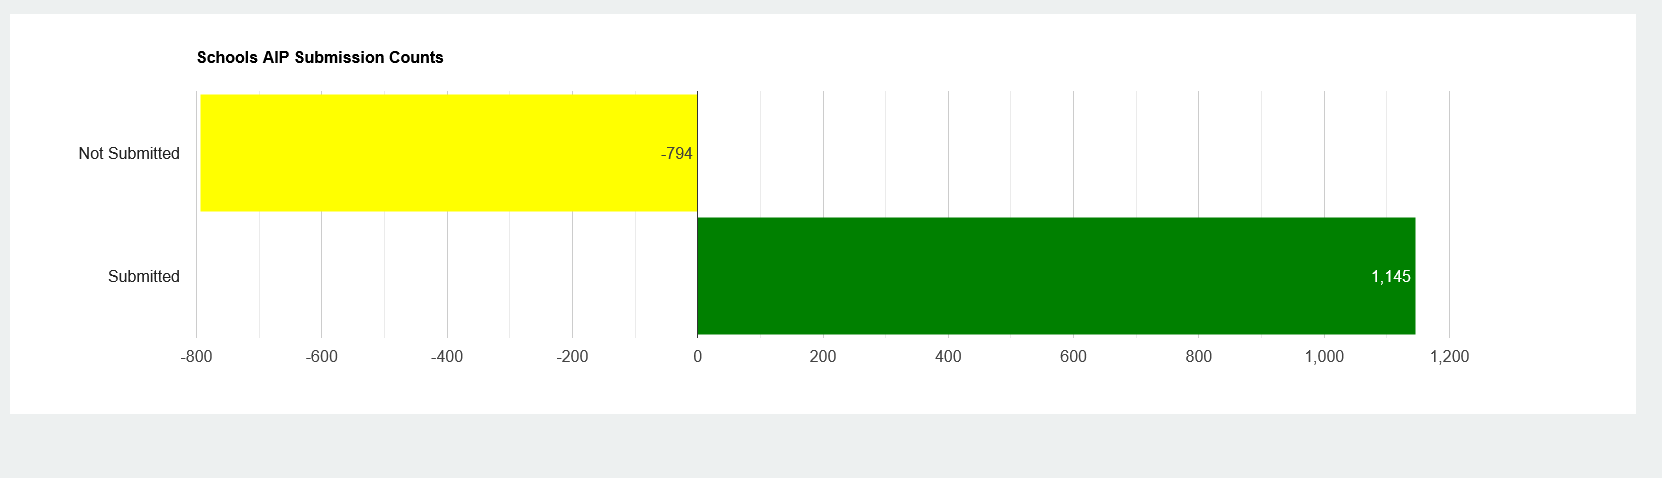 Schools AIP Submission Counts
Not Submitted
-794
Submitted
1,145
-800 -600 -400 -200 0 200 400 600 800 1,000 1,200